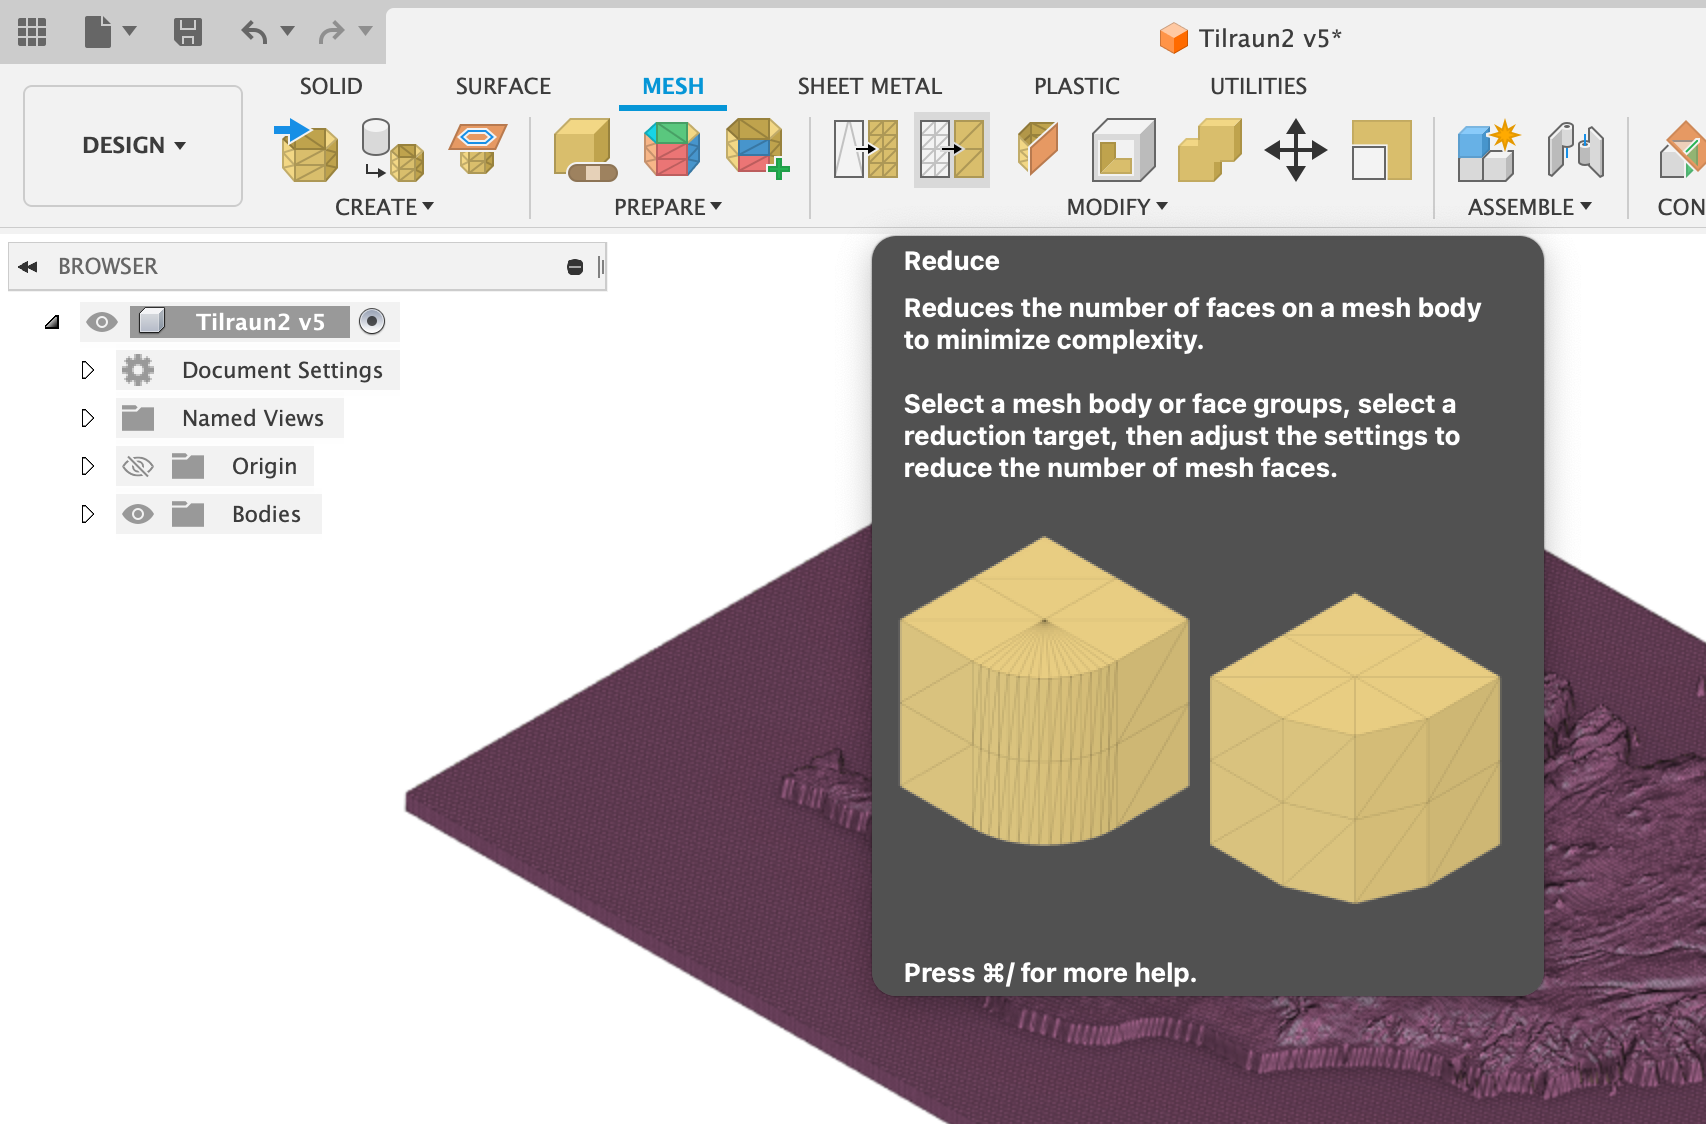 Tilraun2 v5*
SOLID
SURFACE
MESH
SHEET METAL
PLASTIC
UTILITIES
DESIGN
CREATE
PREPARE
MODIFY
ASSEMBLE
CON
BROWSER
Tilraun2 v5
Document Settings
Named Views
Origin
Bodies
Reduce
Reduces the number of faces on a mesh body
to minimize complexity.
Select a mesh body or face groups, select a
reduction target, then adjust the settings to
reduce the number of mesh faces.
Press ⌘/ for more help.